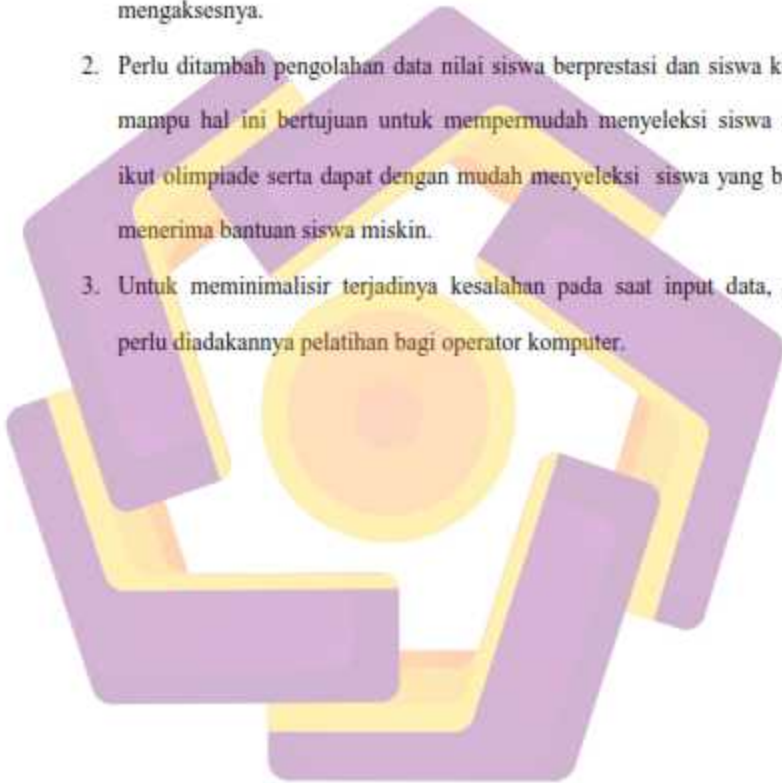 mengaksesnya.
2. Perlu ditambah pengolahan data nilai siswa berprestasi dan siswa k
mampu hal ini bertujuan untuk mempermudah menyeleksi siswa
ikut olimpiade serta dapat dengan mudah menyeleksi siswa yang b
menerima bantuan siswa miskin.
3. Untuk meminimalisir terjadinya kesalahan pada saat input data,
perlu diadakannya pelatihan bagi operator komputer.